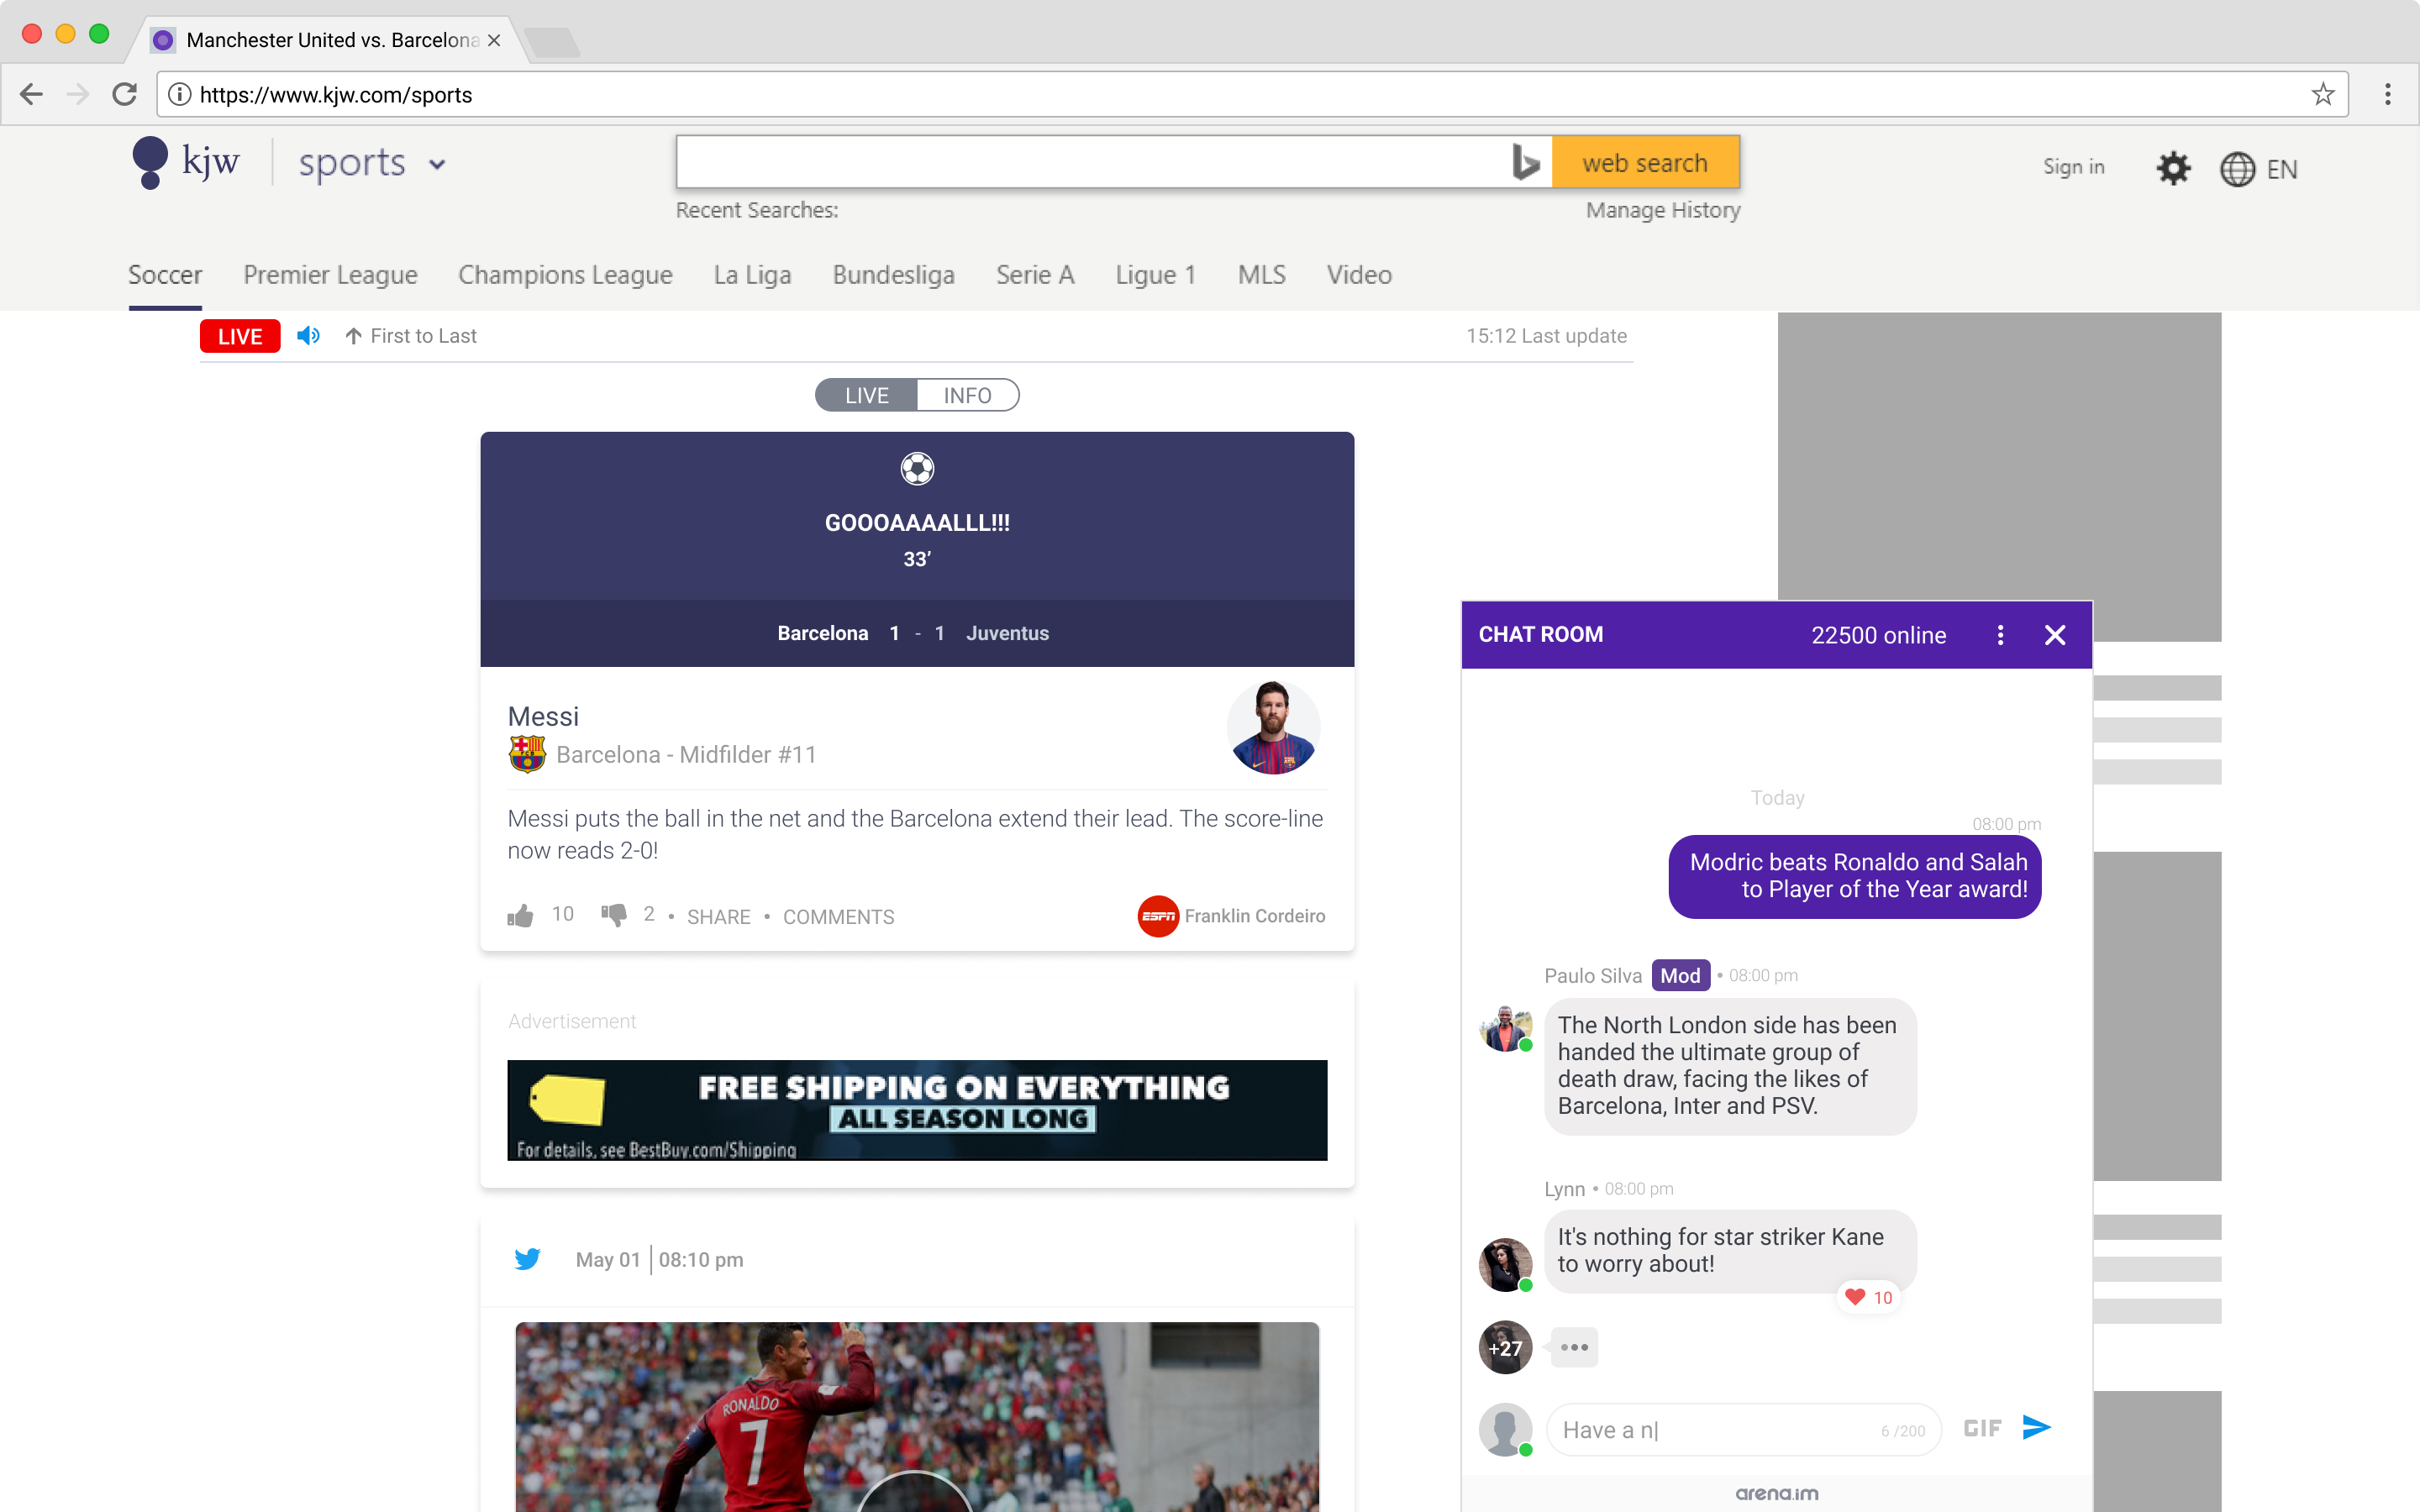 Manchester United vs. Barcelona
https://www.kjw.com/sports
kjw
sports
web search
Sign in
EN
Recent Searches:
Manage History
Soccer
Premier League
Champions League
La Liga
Bundesliga
Serie A
Ligue 1
MLS
Video
LIVE
First to Last
15:12 Last update
LIVE
INFO
GOOOAAAALLL!!!
33’
Barcelona 1 - 1 Juventus
Messi
Barcelona - Midfilder #11
Messi puts the ball in the net and the Barcelona extend their lead. The score-line
now reads 2-0!
10
2 • SHARE • COMMENTS
ESPN
Franklin Cordeiro
Advertisement
FREE SHIPPING ON EVERYTHING
ALL SEASON LONG
For details, see BestBuy.com/Shipping
May 01 | 08:10 pm
RONALDO
7
CHAT ROOM
22500 online
Today
08:00 pm
Modric beats Ronaldo and Salah
to Player of the Year award!
Paulo Silva Mod • 08:00 pm
The North London side has been
handed the ultimate group of
death draw, facing the likes of
Barcelona, Inter and PSV.
Lynn • 08:00 pm
It's nothing for star striker Kane
to worry about!
10
+27
Have a n|
6 /200
GIF
arena.im